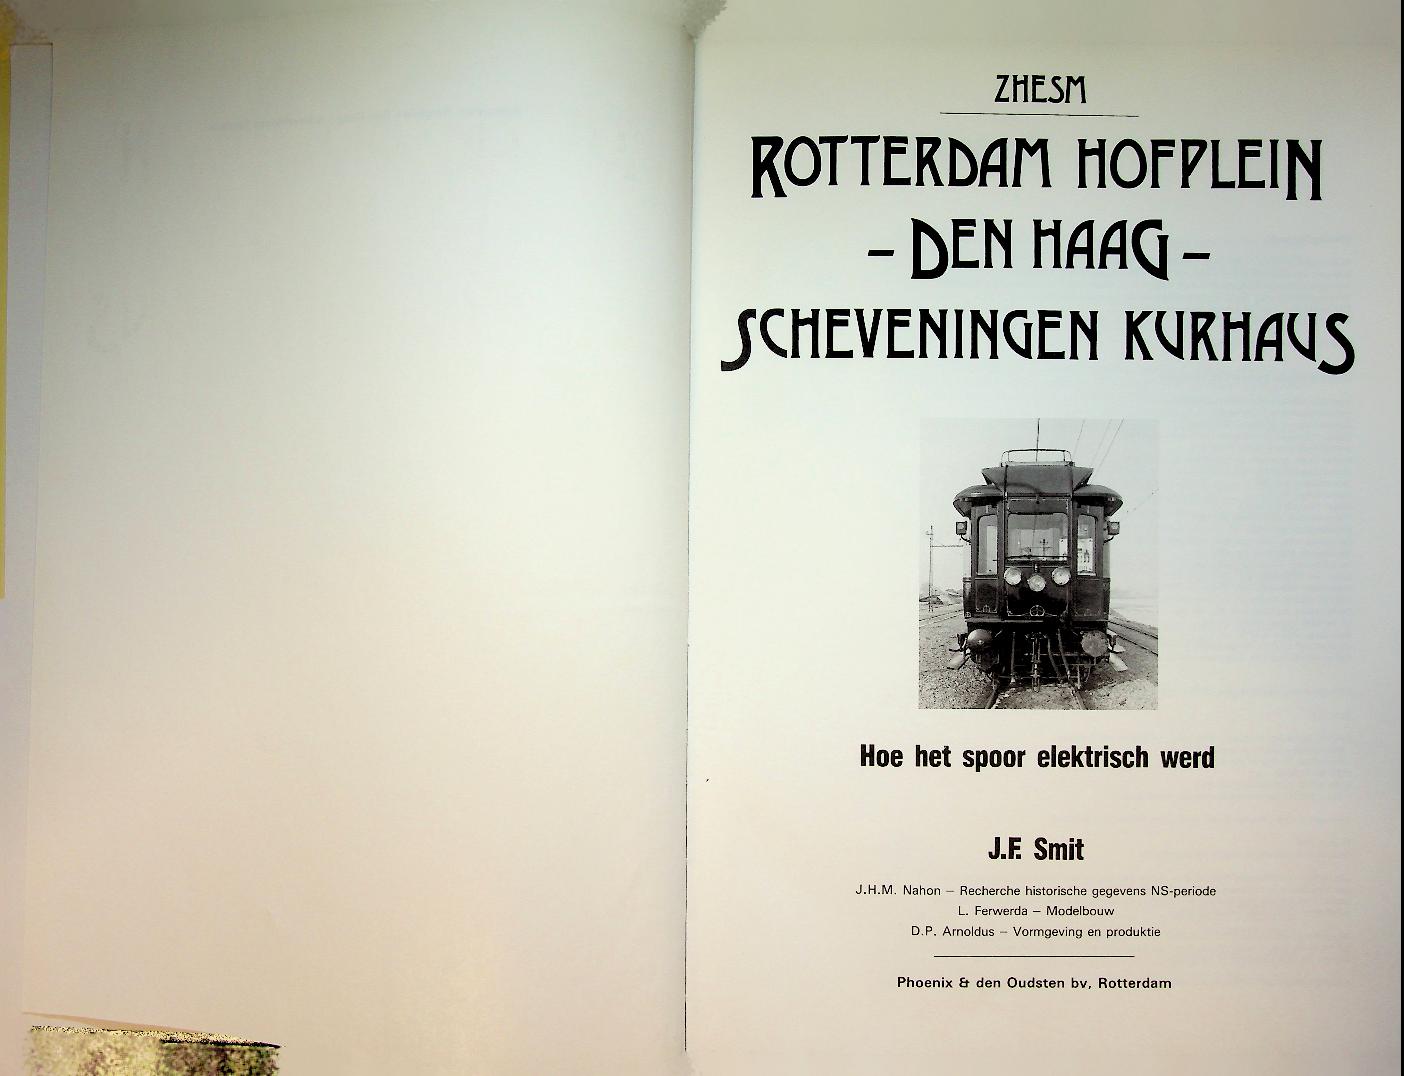 ZHESM
ROTTERDAM HOFPLEIN
– DEN HAAG –
SCHEVENINGEN KURHAUS
Hoe het spoor elektrisch werd
J.F. Smit
J.H.M. Nahon – Recherche historische gegevens NS-periode
L. Ferwerda – Modelbouw
D.P. Arnoldus – Vormgeving en produktie
Phoenix & den Oudsten bv, Rotterdam